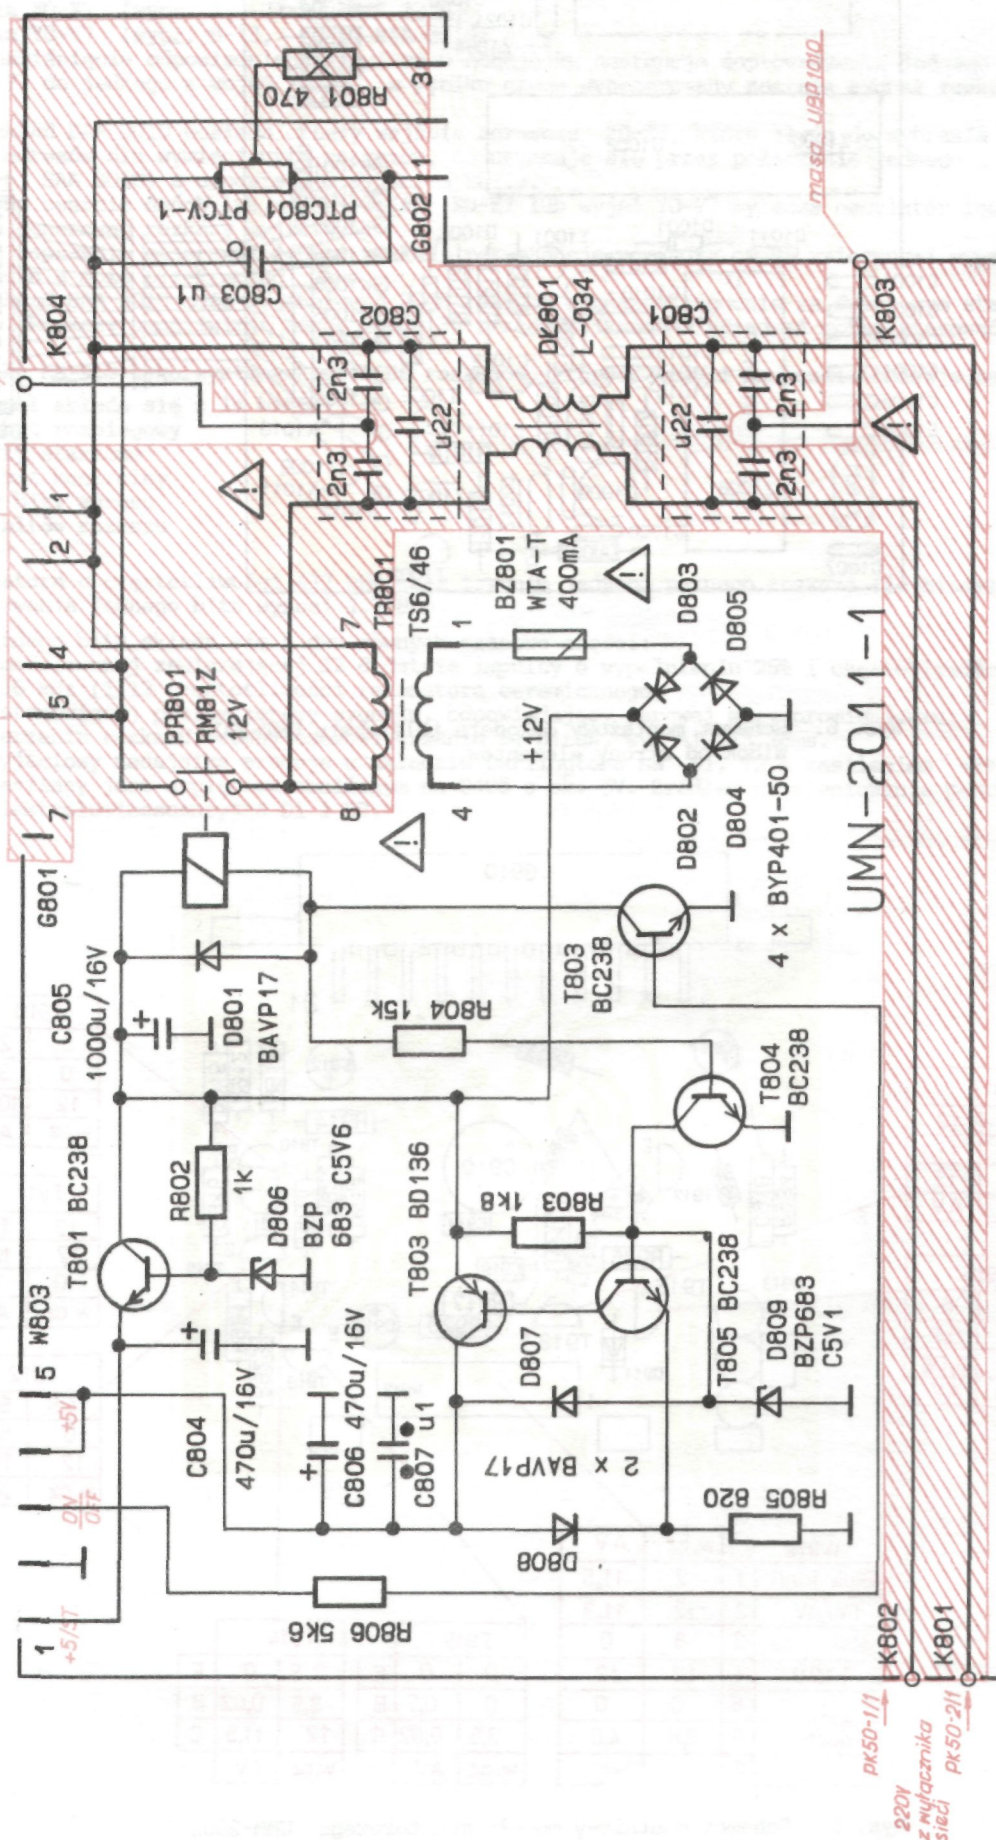 R801 470
3
1
PTC801 PTCV-1
G802
masa UBP1010
C803 u1
K804
C802
DŁ801
L-034
C801
K803
2n3
u22
2n3
2n3
u22
2n3
1
2
4
5
7
G801
PR801
RM81Z
12V
7
8
TR801
TS6/46
1
4
BZ801
WTA-T
400mA
+12V
D803
D805
D802
D804
4 x BYP401-50
UMN-2011-1
C805
1000u/16V
D801
BAVP17
R804 15k
T803
BC238
T804
BC238
T801 BC238
R802
1k
D806
BZP
683 C5V6
T803 BD136
R803 1k8
T805 BC238
D807
D809
BZP683
C5V1
W803
5
+5V
ON
OFF
1
+5/ST
C804
470u/16V
C806 470u/16V
C807 u1
2 x BAVP17
D808
R805
820
R806 5k6
K802
K801
PK50-1/1
220V
z wyłącznika
sieci
PK50-2/1